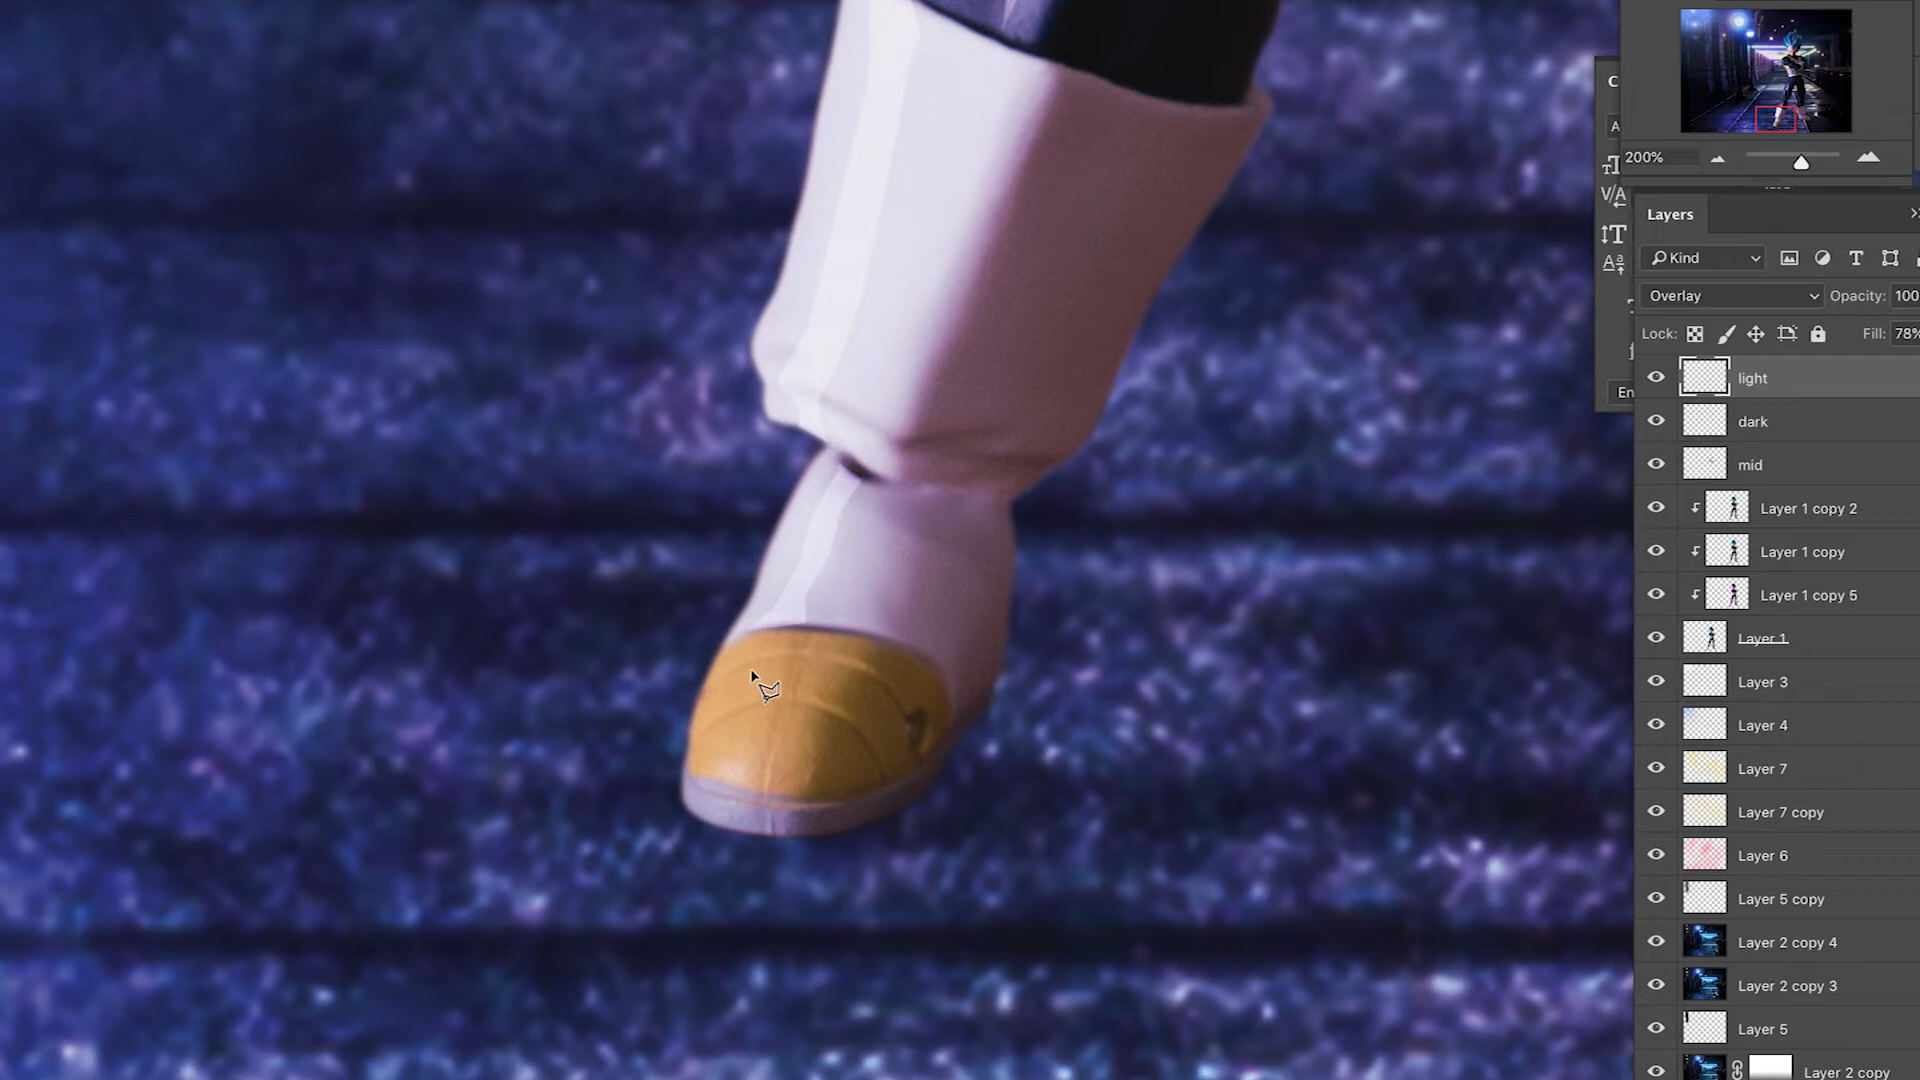 C
A
200%
Layers
Kind
Overlay
Opacity: 100
Lock:
Fill: 78%
En
light
dark
mid
Layer 1 copy 2
Layer 1 copy
Layer 1 copy 5
Layer 1
Layer 3
Layer 4
Layer 7
Layer 7 copy
Layer 6
Layer 5 copy
Layer 2 copy 4
Layer 2 copy 3
Layer 5
Layer 2 copy